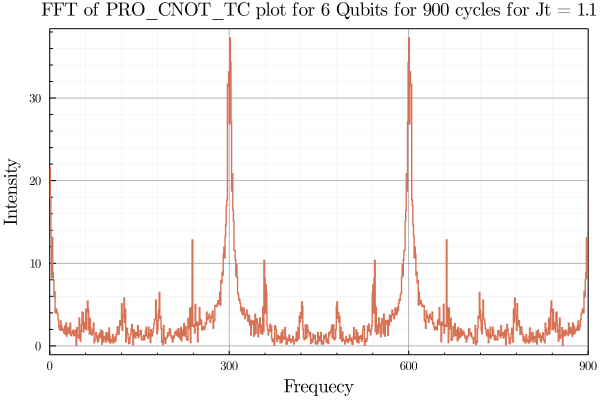 FFT of PRO_CNOT_TC plot for 6 Qubits for 900 cycles for Jt = 1.1
30
20
10
0
Intensity
0 300 600 900
Frequecy